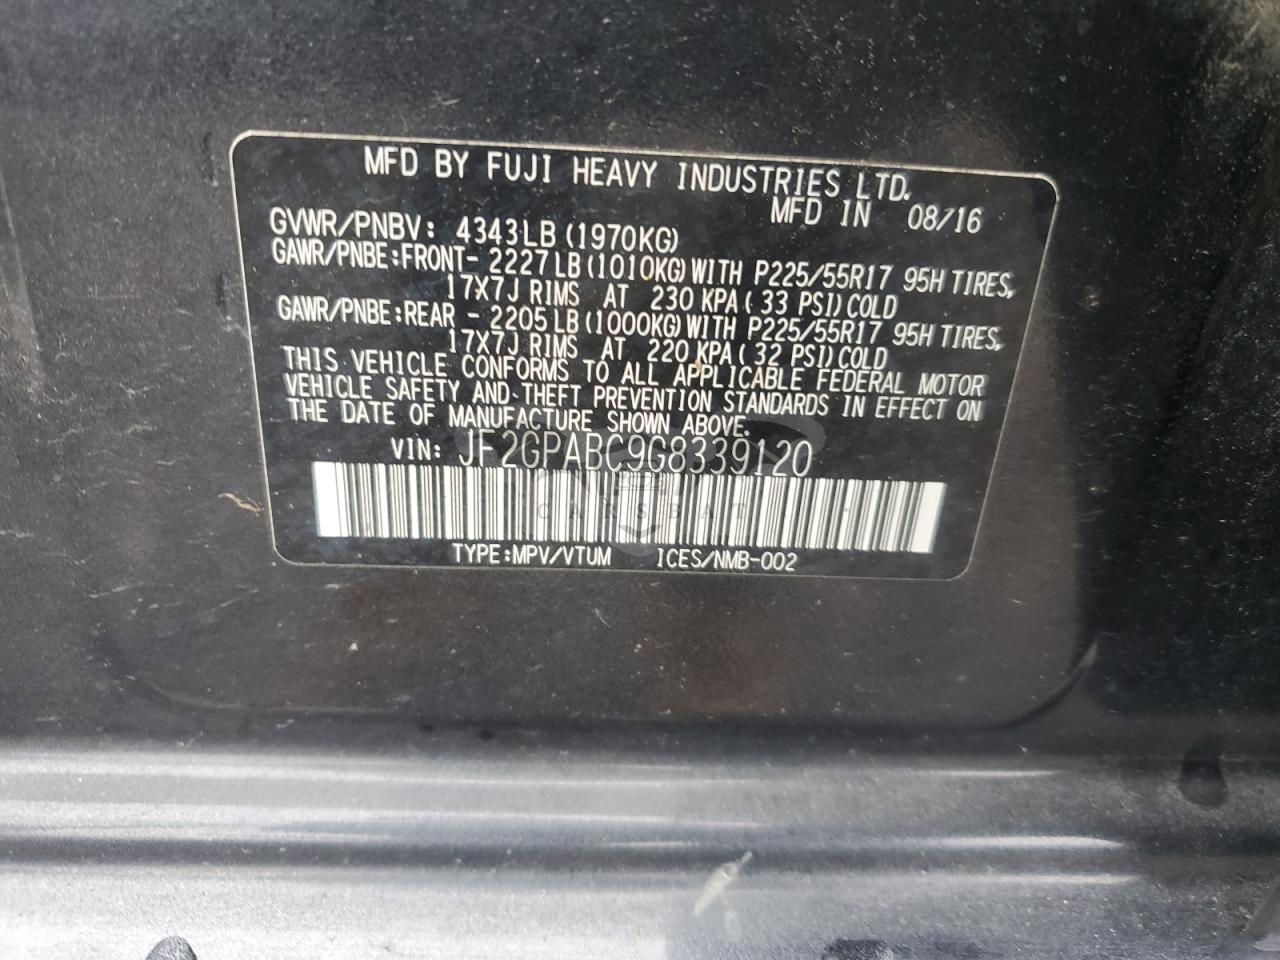 MFD BY FUJI HEAVY INDUSTRIES LTD.
MFD IN 08/16
GVWR/PNBV: 4343LB (1970KG)
GAWR/PNBE:FRONT- 2227LB (1010KG) WITH P225/55R17 95H TIRES,
17X7J RIMS AT 230 KPA ( 33 PSI) COLD
GAWR/PNBE:REAR - 2205LB (1000KG) WITH P225/55R17 95H TIRES,
17X7J RIMS AT 220 KPA ( 32 PSI) COLD
THIS VEHICLE CONFORMS TO ALL APPLICABLE FEDERAL MOTOR
VEHICLE SAFETY AND THEFT PREVENTION STANDARDS IN EFFECT ON
THE DATE OF MANUFACTURE SHOWN ABOVE.
VIN: JF2GPABC9G8339120
CARSBAT
TYPE:MPV/VTUM ICES/NMB-002